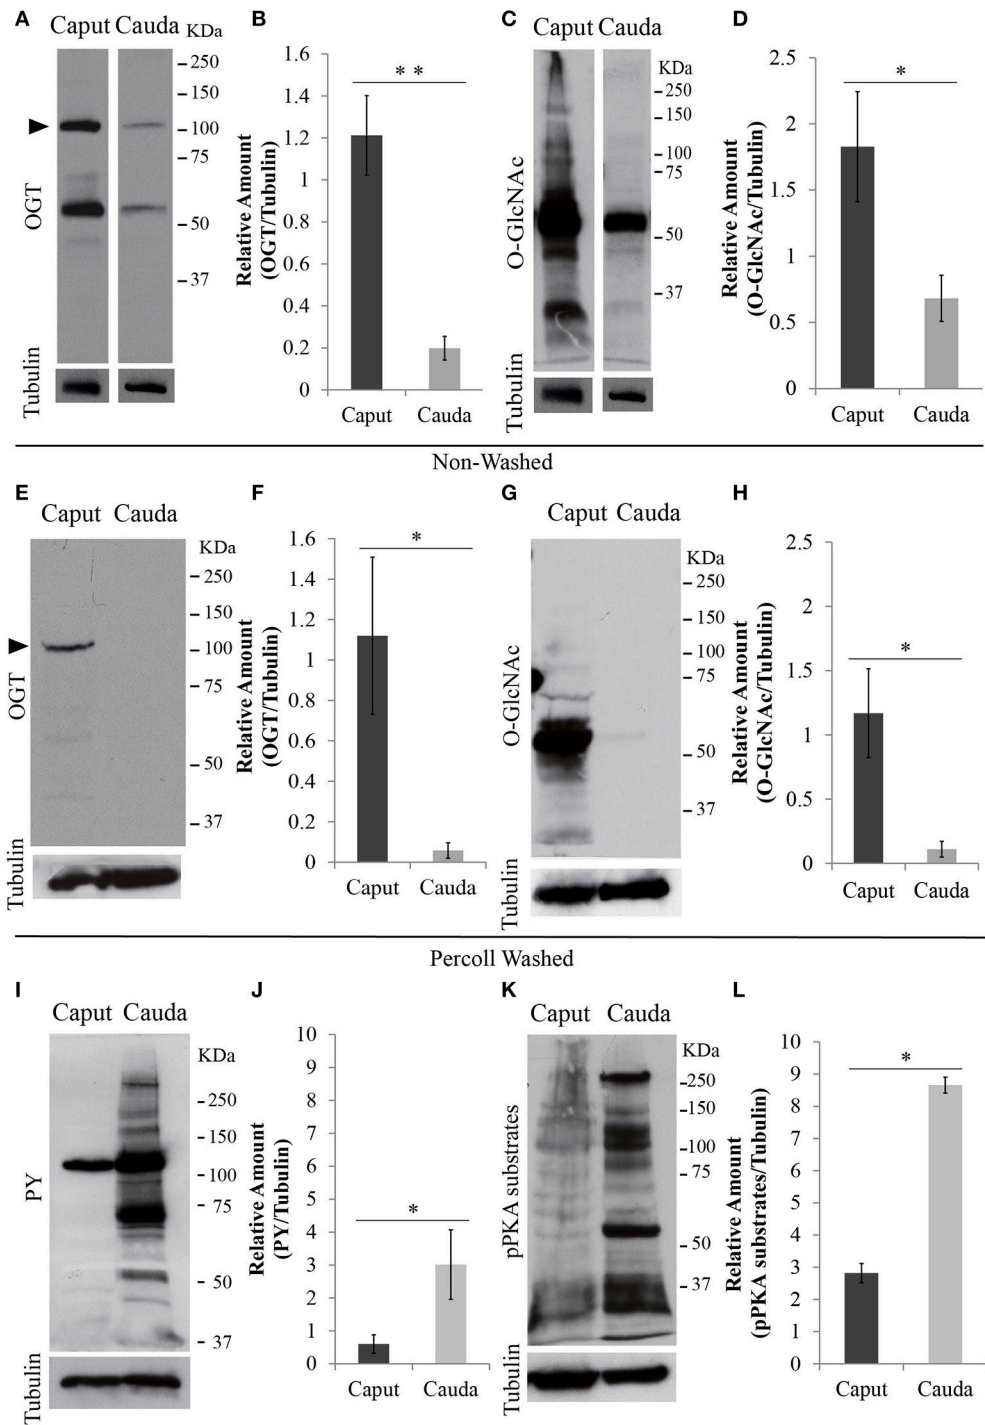 A
Caput Cauda KDa
- 250
- 150
- 100
- 75
- 50
- 37
OGT
Tubulin
B
Relative Amount
(OGT/Tubulin)
1.6
1.4
1.2
1
0.8
0.6
0.4
0.2
0
* *
Caput Cauda
C
Caput Cauda
KDa
- 250
- 150
- 100
- 75
- 50
- 37
O-GlcNAc
Tubulin
D
Relative Amount
(O-GlcNAc/Tubulin)
2.5
2
1.5
1
0.5
0
*
Caput Cauda
Non-Washed
E
Caput Cauda
KDa
- 250
- 150
- 100
- 75
- 50
- 37
OGT
Tubulin
F
Relative Amount
(OGT/Tubulin)
1.6
1.4
1.2
1
0.8
0.6
0.4
0.2
0
*
Caput Cauda
G
Caput Cauda
KDa
- 250
- 150
- 100
- 75
- 50
- 37
O-GlcNAc
Tubulin
H
Relative Amount
(O-GlcNAc/Tubulin)
2.5
2
1.5
1
0.5
0
*
Caput Cauda
Percoll Washed
I
Caput Cauda
KDa
- 250
- 150
- 100
- 75
- 50
- 37
PY
Tubulin
J
Relative Amount
(PY/Tubulin)
10
9
8
7
6
5
4
3
2
1
0
*
Caput Cauda
K
Caput Cauda
KDa
- 250
- 150
- 100
- 75
- 50
- 37
pPKA substrates
Tubulin
L
Relative Amount
(pPKA substrates/Tubulin)
10
9
8
7
6
5
4
3
2
1
0
*
Caput Cauda